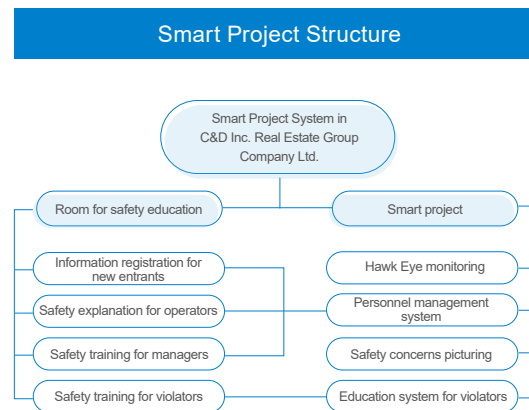 Smart Project Structure
Smart Project System in
C&D Inc. Real Estate Group
Company Ltd.
Room for safety education
Smart project
Information registration for
new entrants
Hawk Eye monitoring
Safety explanation for operators
Personnel management
system
Safety training for managers
Safety concerns picturing
Safety training for violators
Education system for violators